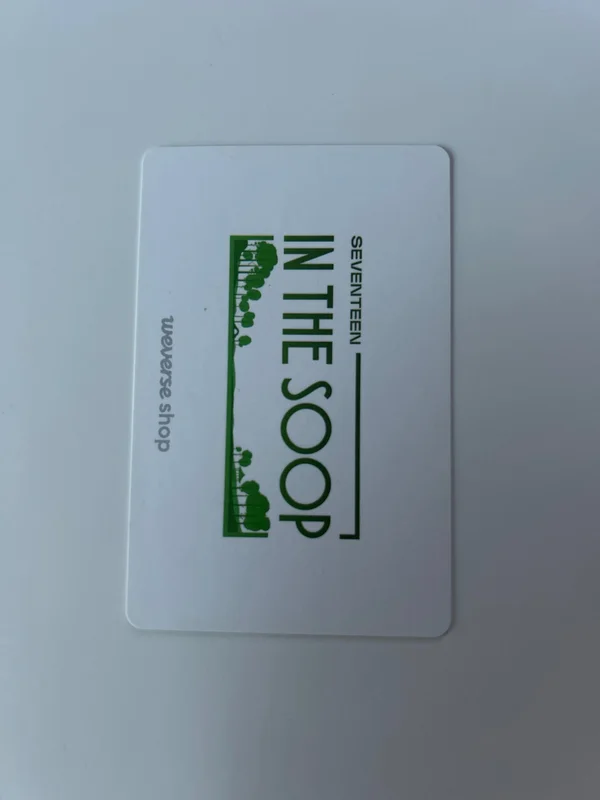 SEVENTEEN
IN THE SOOP
weverse shop